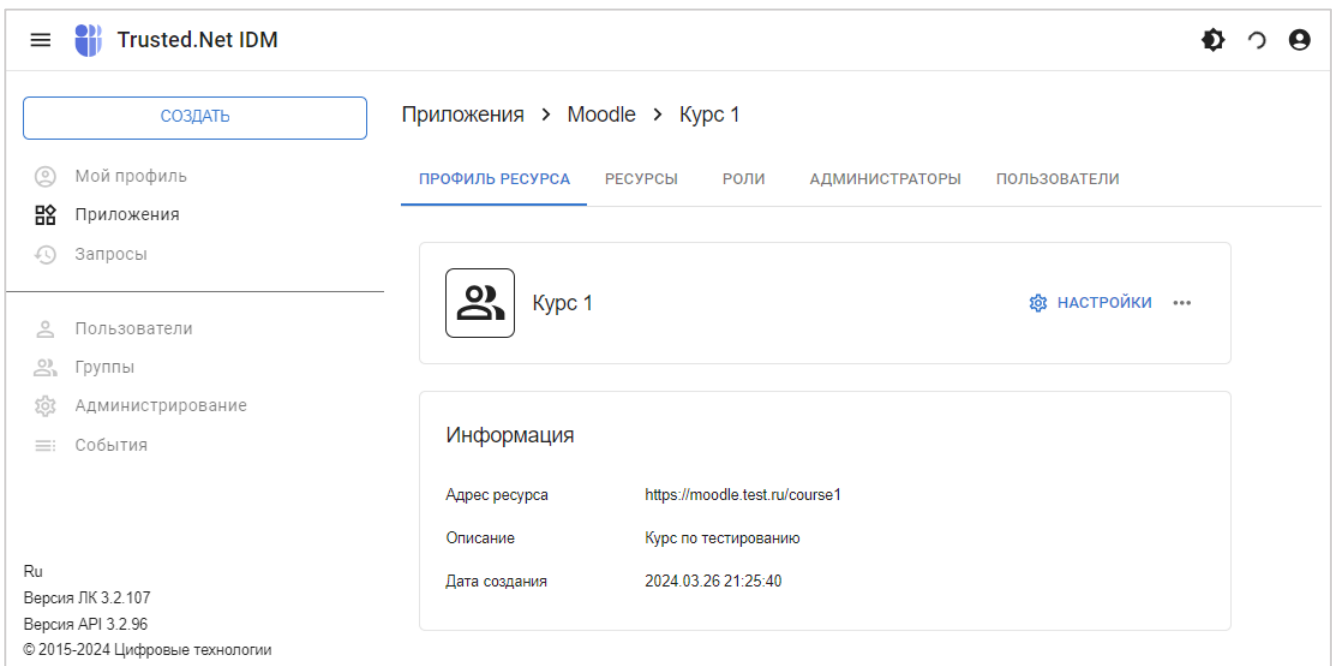 Trusted.Net IDM
СОЗДАТЬ
Мой профиль
Приложения
Запросы
Пользователи
Группы
Администрирование
События
Ru
Версия ЛК 3.2.107
Версия API 3.2.96
© 2015-2024 Цифровые технологии
Приложения > Moodle > Курс 1
ПРОФИЛЬ РЕСУРСА РЕСУРСЫ РОЛИ АДМИНИСТРАТОРЫ ПОЛЬЗОВАТЕЛИ
Курс 1 НАСТРОЙКИ
Информация
Адрес ресурса https://moodle.test.ru/course1
Описание Курс по тестированию
Дата создания 2024.03.26 21:25:40